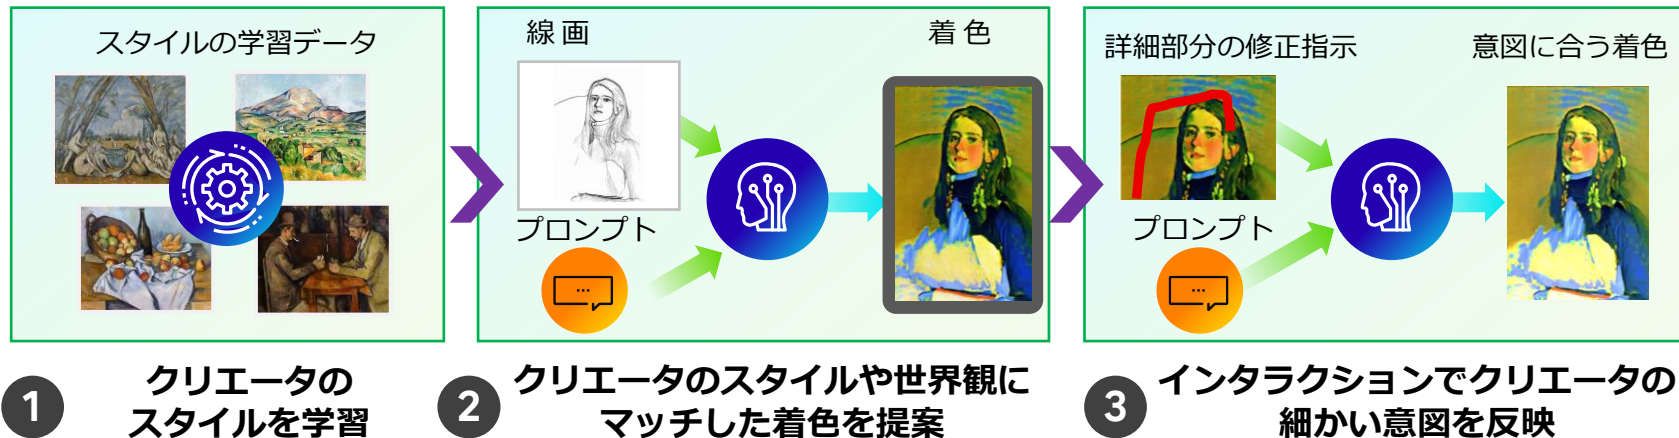 スタイルの学習データ
線画
着色
プロンプト
...
詳細部分の修正指示
意図に合う着色
プロンプト
...
1
クリエータの
スタイルを学習
2
クリエータのスタイルや世界観に
マッチした着色を提案
3
インタラクションでクリエータの
細かい意図を反映